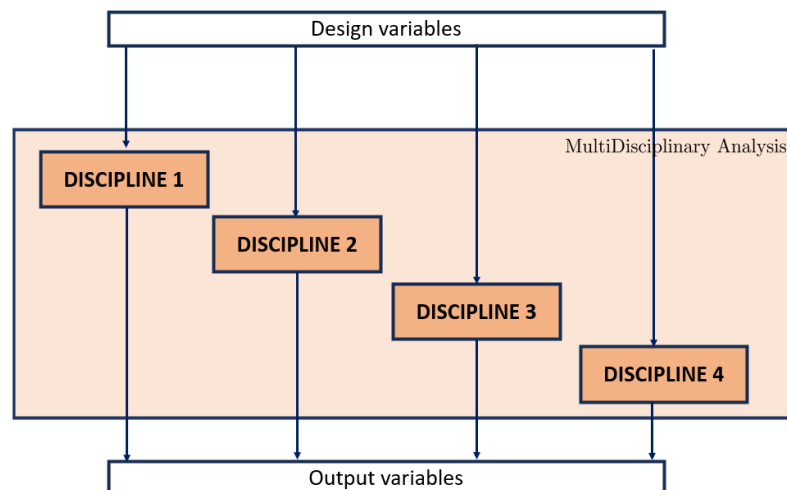 Design variables
MultiDisciplinary Analysis
DISCIPLINE 1
DISCIPLINE 2
DISCIPLINE 3
DISCIPLINE 4
Output variables